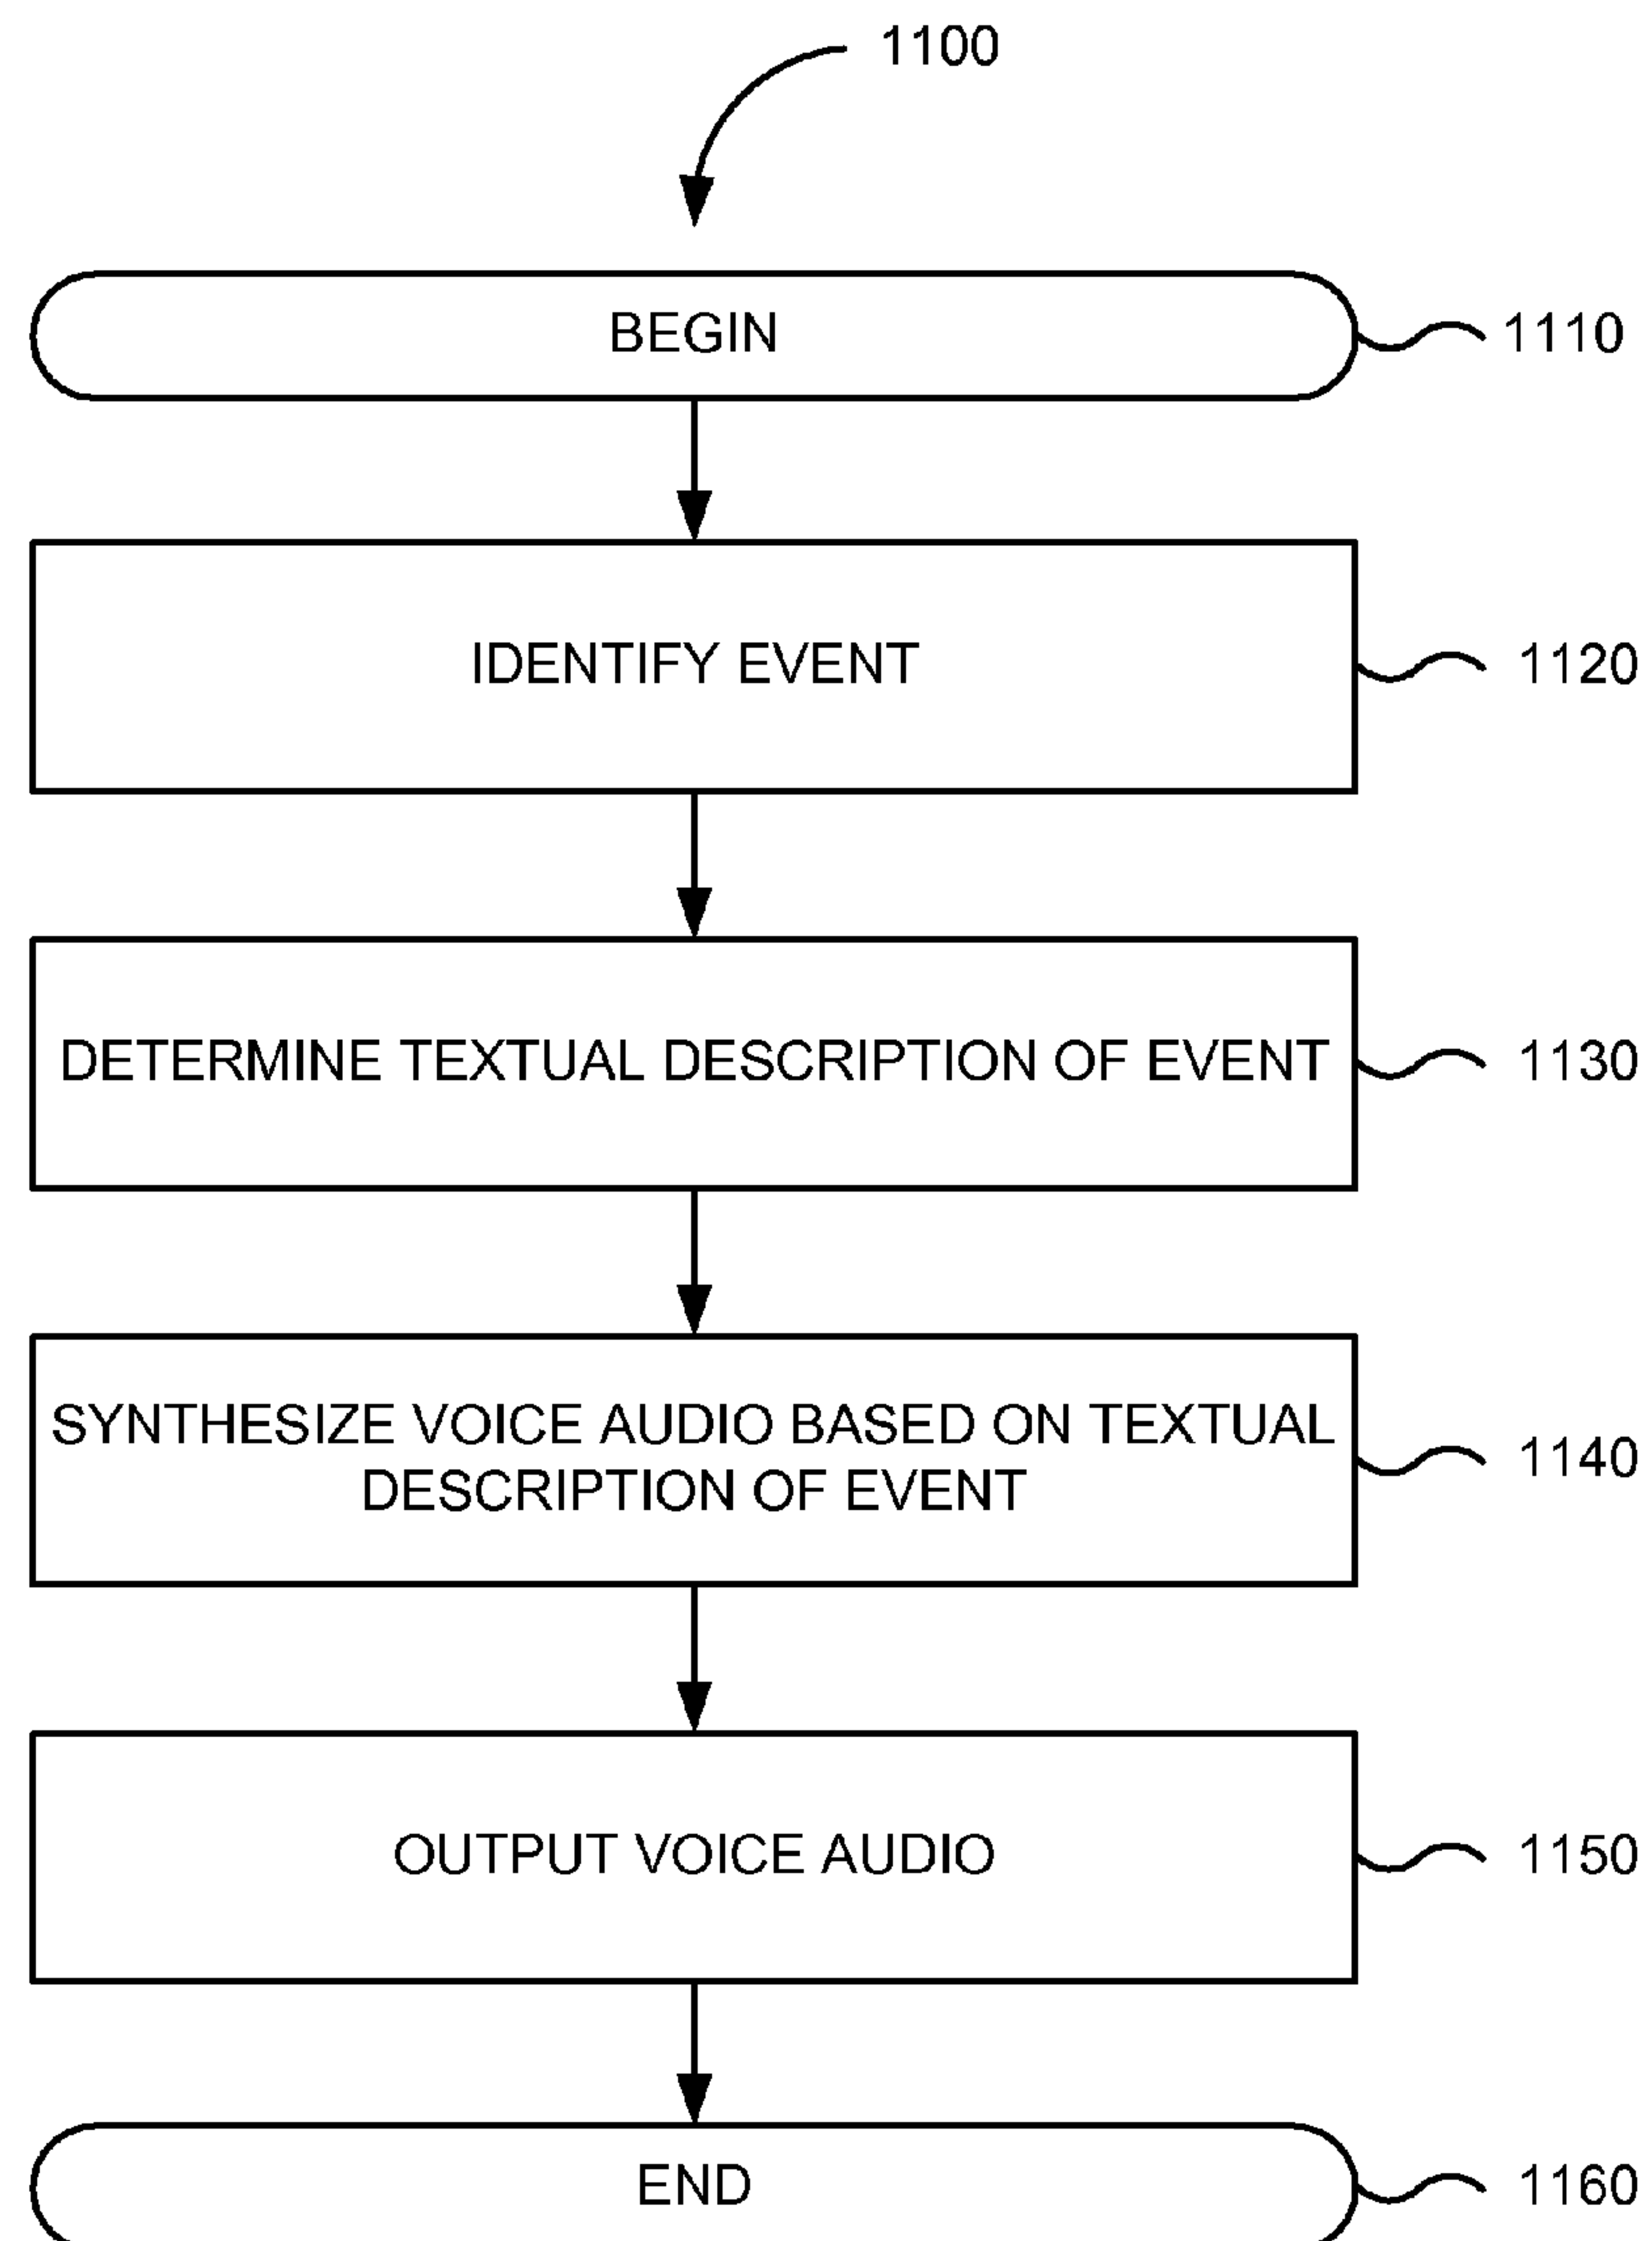 1100
BEGIN
1110
IDENTIFY EVENT
1120
DETERMINE TEXTUAL DESCRIPTION OF EVENT
1130
SYNTHESIZE VOICE AUDIO BASED ON TEXTUAL
DESCRIPTION OF EVENT
1140
OUTPUT VOICE AUDIO
1150
END
1160